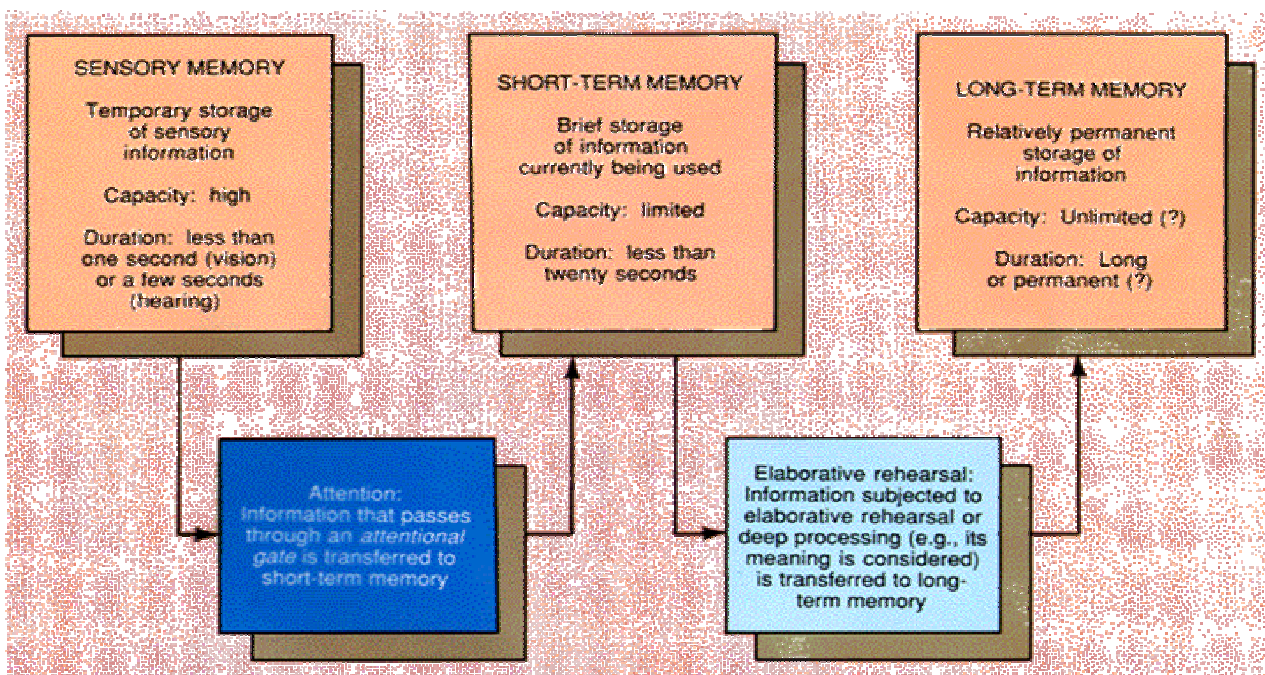 SENSORY MEMORY
Temporary storage
of sensory
information
Capacity: high
Duration: less than
one second (vision)
or a few seconds
(hearing)
SHORT-TERM MEMORY
Brief storage
of information
currently being used
Capacity: limited
Duration: less than
twenty seconds
LONG-TERM MEMORY
Relatively permanent
storage of
information
Capacity: Unlimited (?)
Duration: Long
or permanent (?)
Attention:
Information that passes
through an attentional
gate is transferred to
short-term memory
Elaborative rehearsal:
Information subjected to
elaborative rehearsal or
deep processing (e.g., its
meaning is considered)
is transferred to long-
term memory